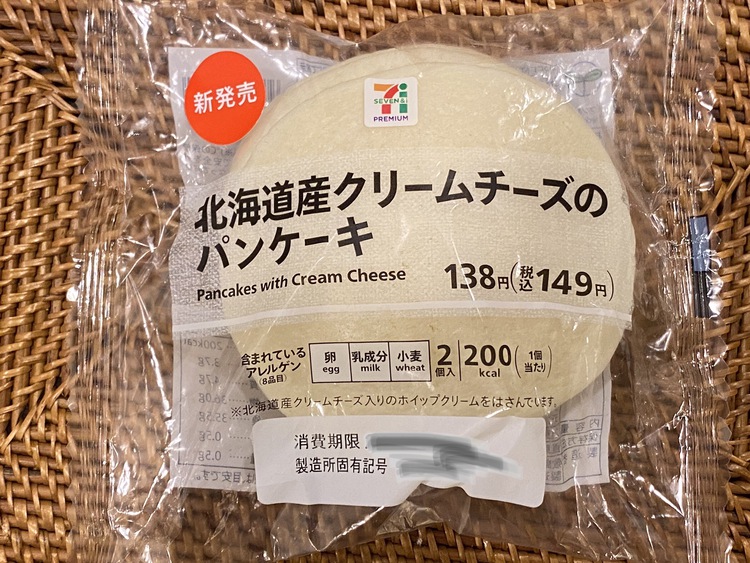 新発売
7i
SEVEN&i
PREMIUM
北海道産クリームチーズの
パンケーキ
Pancakes with Cream Cheese
138円(税込149円)
含まれている
アレルゲン
(8品目)
卵 乳成分 小麦
egg milk wheat
2個入 200kcal (1個当たり)
※北海道産クリームチーズ入りのホイップクリームをはさんでいます。
消費期限
製造所固有記号